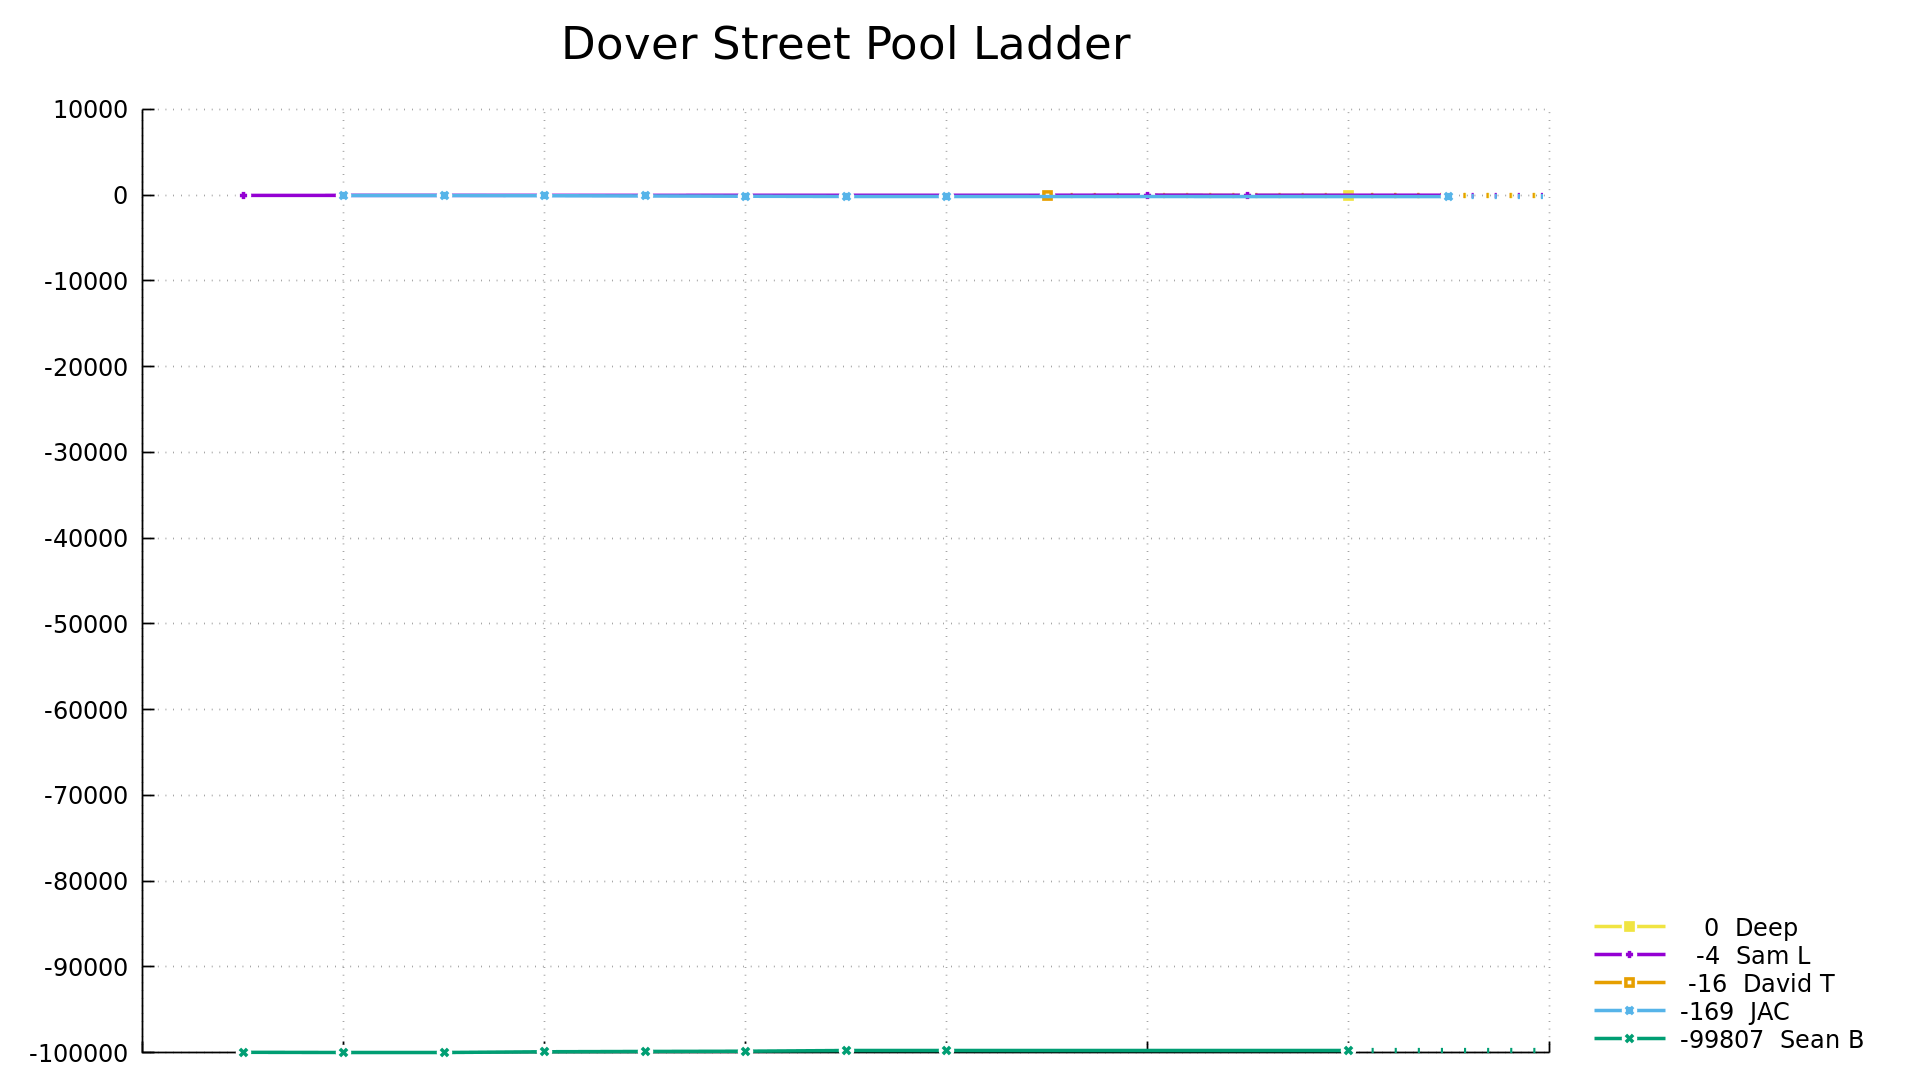 Dover Street Pool Ladder
10000
0
-10000
-20000
-30000
-40000
-50000
-60000
-70000
-80000
-90000
-100000
0 Deep
-4 Sam L
-16 David T
-169 JAC
-99807 Sean B